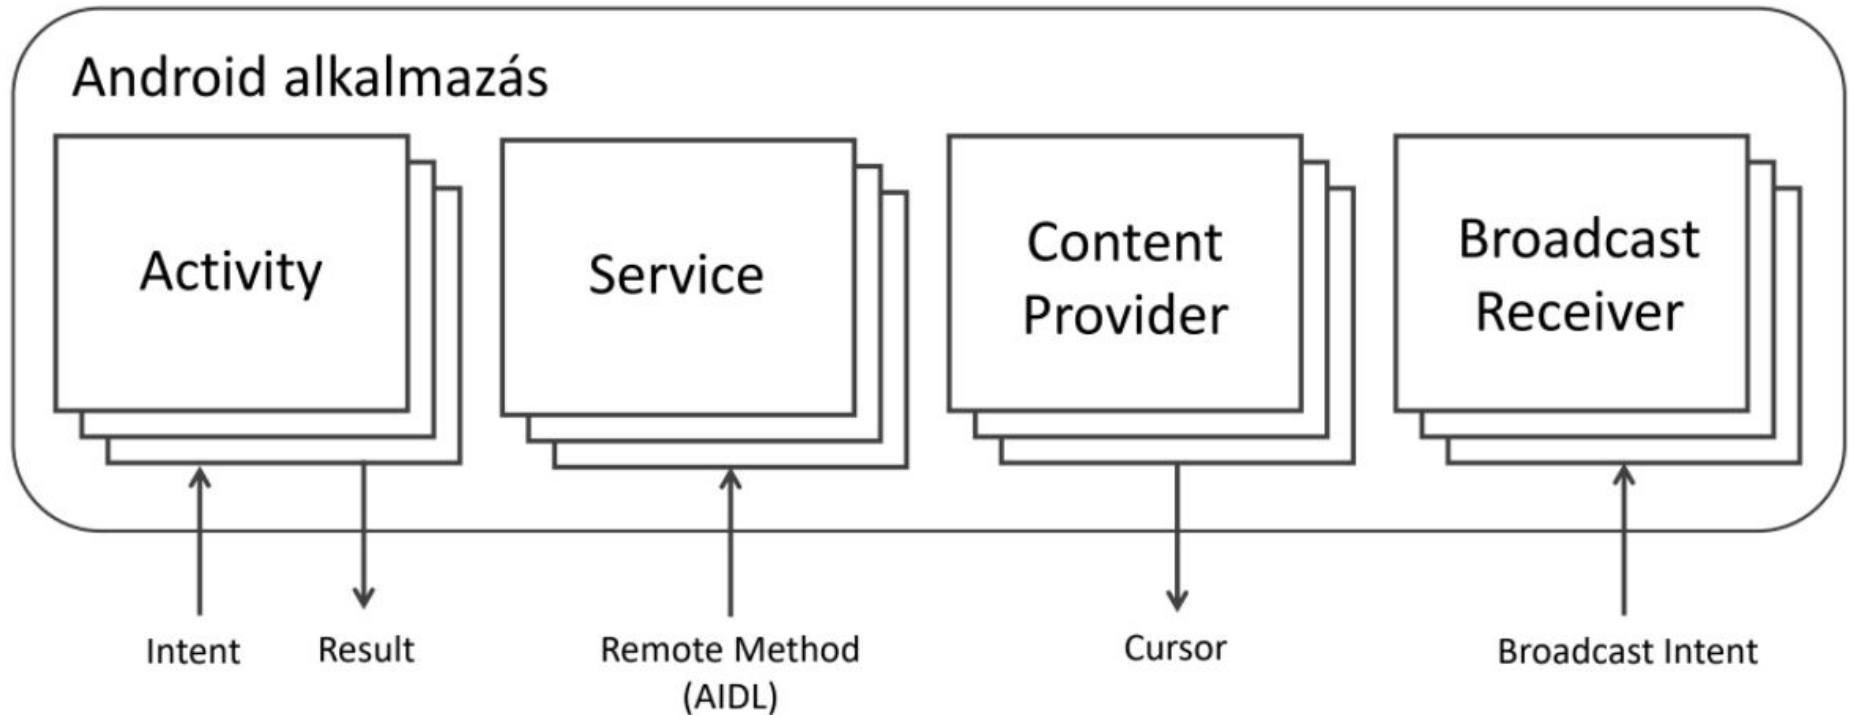 Android alkalmazás
Activity
Service
Content
Provider
Broadcast
Receiver
Intent
Result
Remote Method
(AIDL)
Cursor
Broadcast Intent